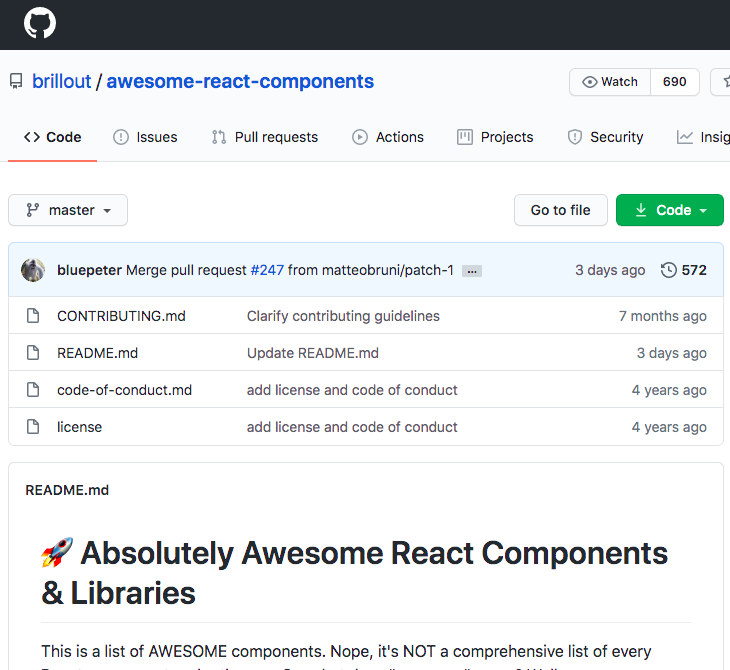 brillout / awesome-react-components
Watch 690
Code Issues Pull requests Actions Projects Security Insig
master Go to file Code
bluepeter Merge pull request #247 from matteobruni/patch-1 ... 3 days ago 572
CONTRIBUTING.md Clarify contributing guidelines 7 months ago
README.md Update README.md 3 days ago
code-of-conduct.md add license and code of conduct 4 years ago
license add license and code of conduct 4 years ago
README.md
🚀 Absolutely Awesome React Components
& Libraries
This is a list of AWESOME components. Nope, it's NOT a comprehensive list of every